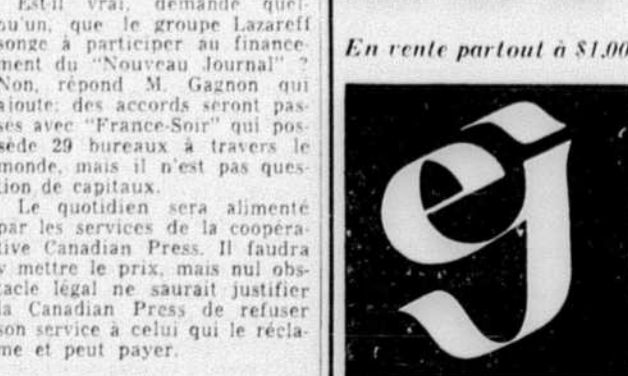 Est-il vrai, demande quel-
qu'un, que le groupe Lazareff
songe à participer au finance-
ment du "Nouveau Journal" ?
Non, répond M. Gagnon qui
ajoute: des accords seront pas-
sés avec "France-Soir" qui pos-
sède 29 bureaux à travers le
monde, mais il n'est pas ques-
tion de capitaux.
Le quotidien sera alimenté
par les services de la coopéra-
tive Canadian Press. Il faudra
y mettre le prix, mais nul obs-
tacle légal ne saurait justifier
la Canadian Press de refuser
son service à celui qui le récla-
me et peut payer.
En vente partout à $1.00
ej